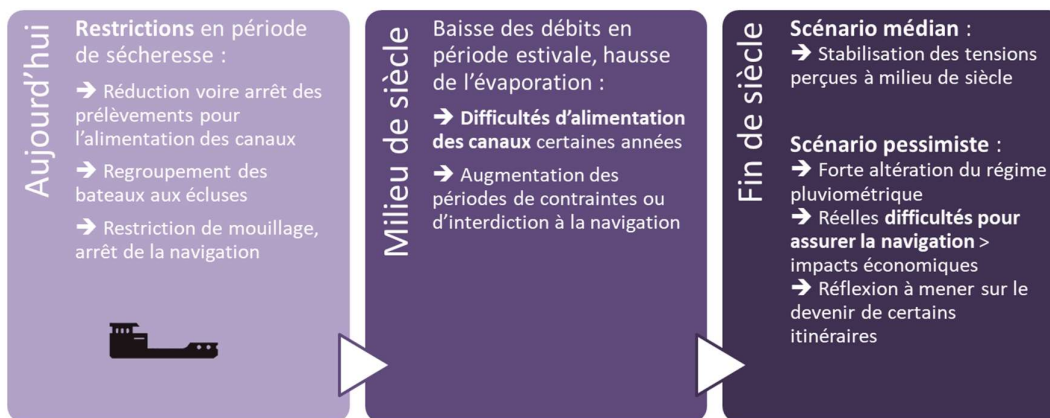 Aujourd'hui
Restrictions en période
de sécheresse :
➔ Réduction voire arrêt des
prélèvements pour
l'alimentation des canaux
➔ Regroupement des
bateaux aux écluses
➔ Restriction de mouillage,
arrêt de la navigation
Milieu de siècle
Baisse des débits en
période estivale, hausse
de l'évaporation :
➔ Difficultés d'alimentation
des canaux certaines années
➔ Augmentation des
périodes de contraintes ou
d'interdiction à la navigation
Fin de siècle
Scénario médian :
➔ Stabilisation des tensions
perçues à milieu de siècle
Scénario pessimiste :
➔ Forte altération du régime
pluviométrique
➔ Réelles difficultés pour
assurer la navigation >
impacts économiques
➔ Réflexion à mener sur le
devenir de certains
itinéraires